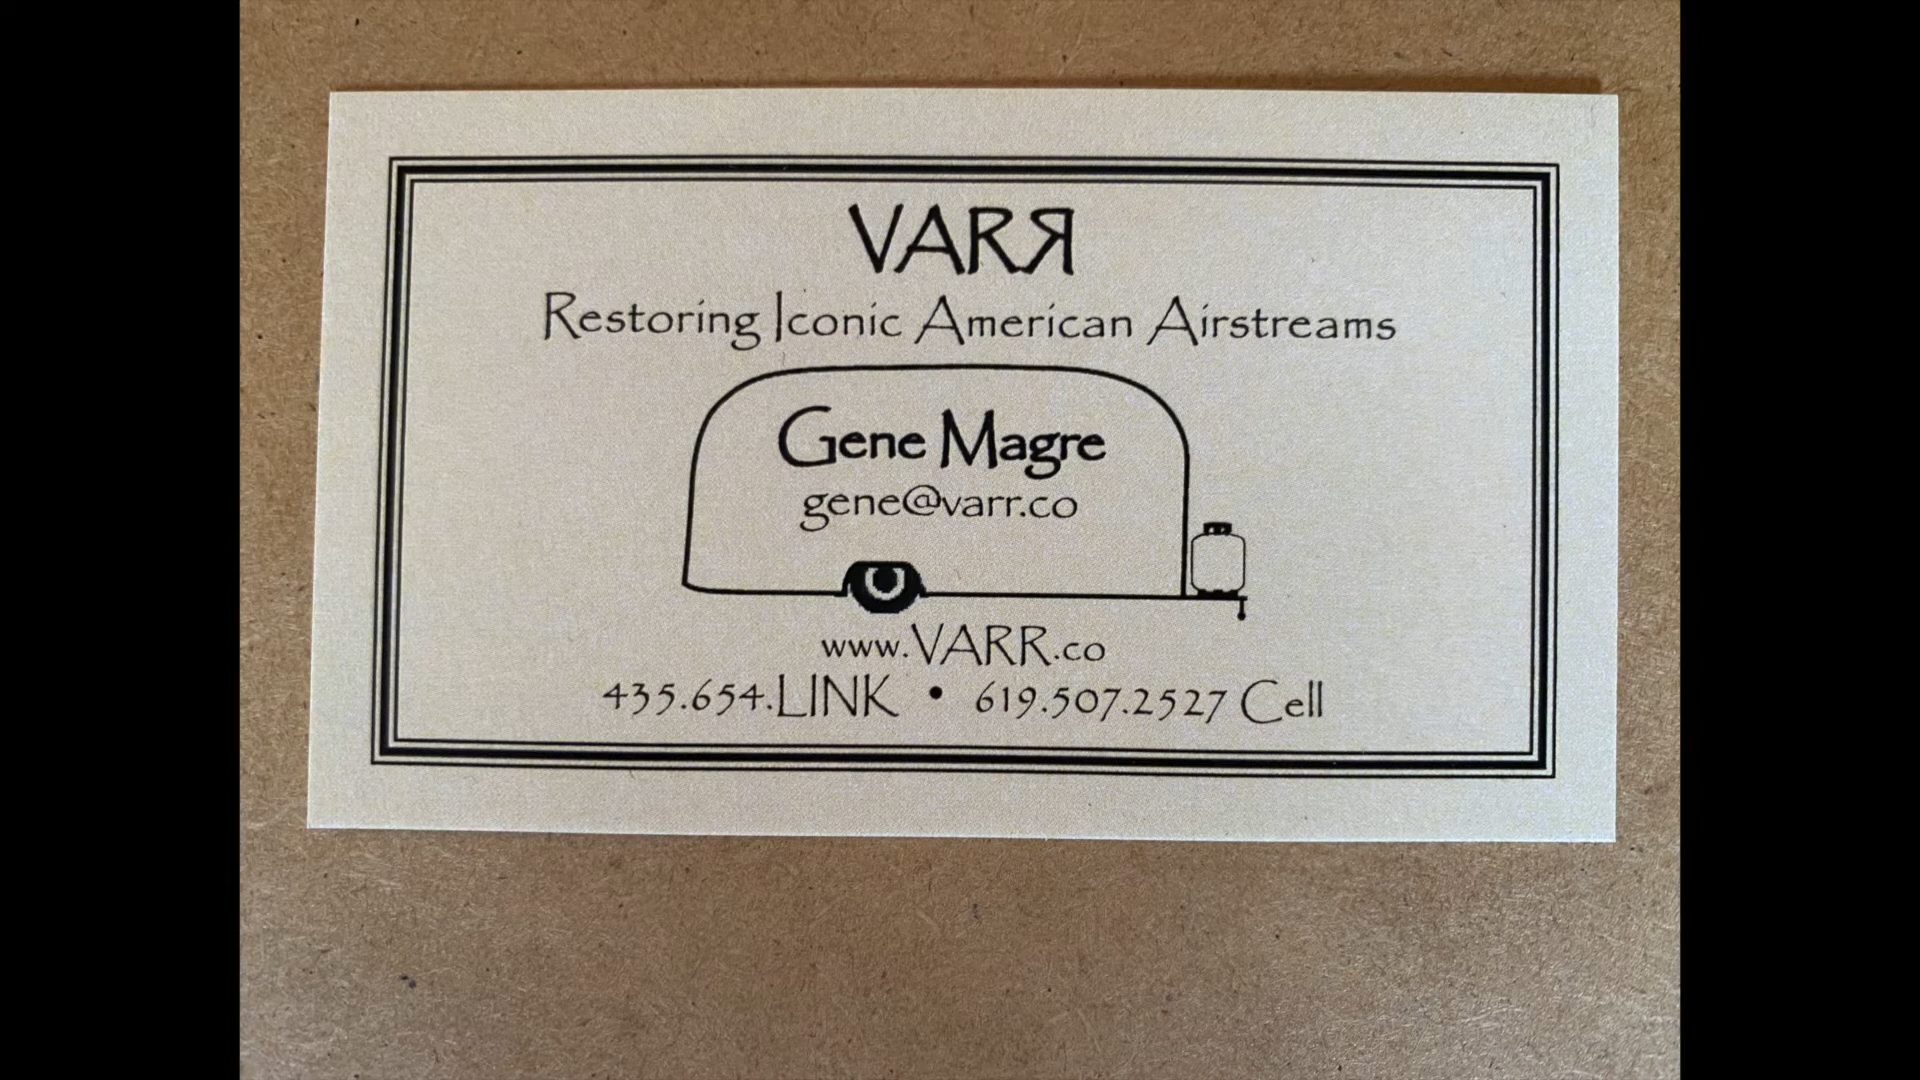 VARЯ
Restoring Iconic American Airstreams
Gene Magre
gene@varr.co
www.VARR.co
435.654.LINK • 619.507.2527 Cell